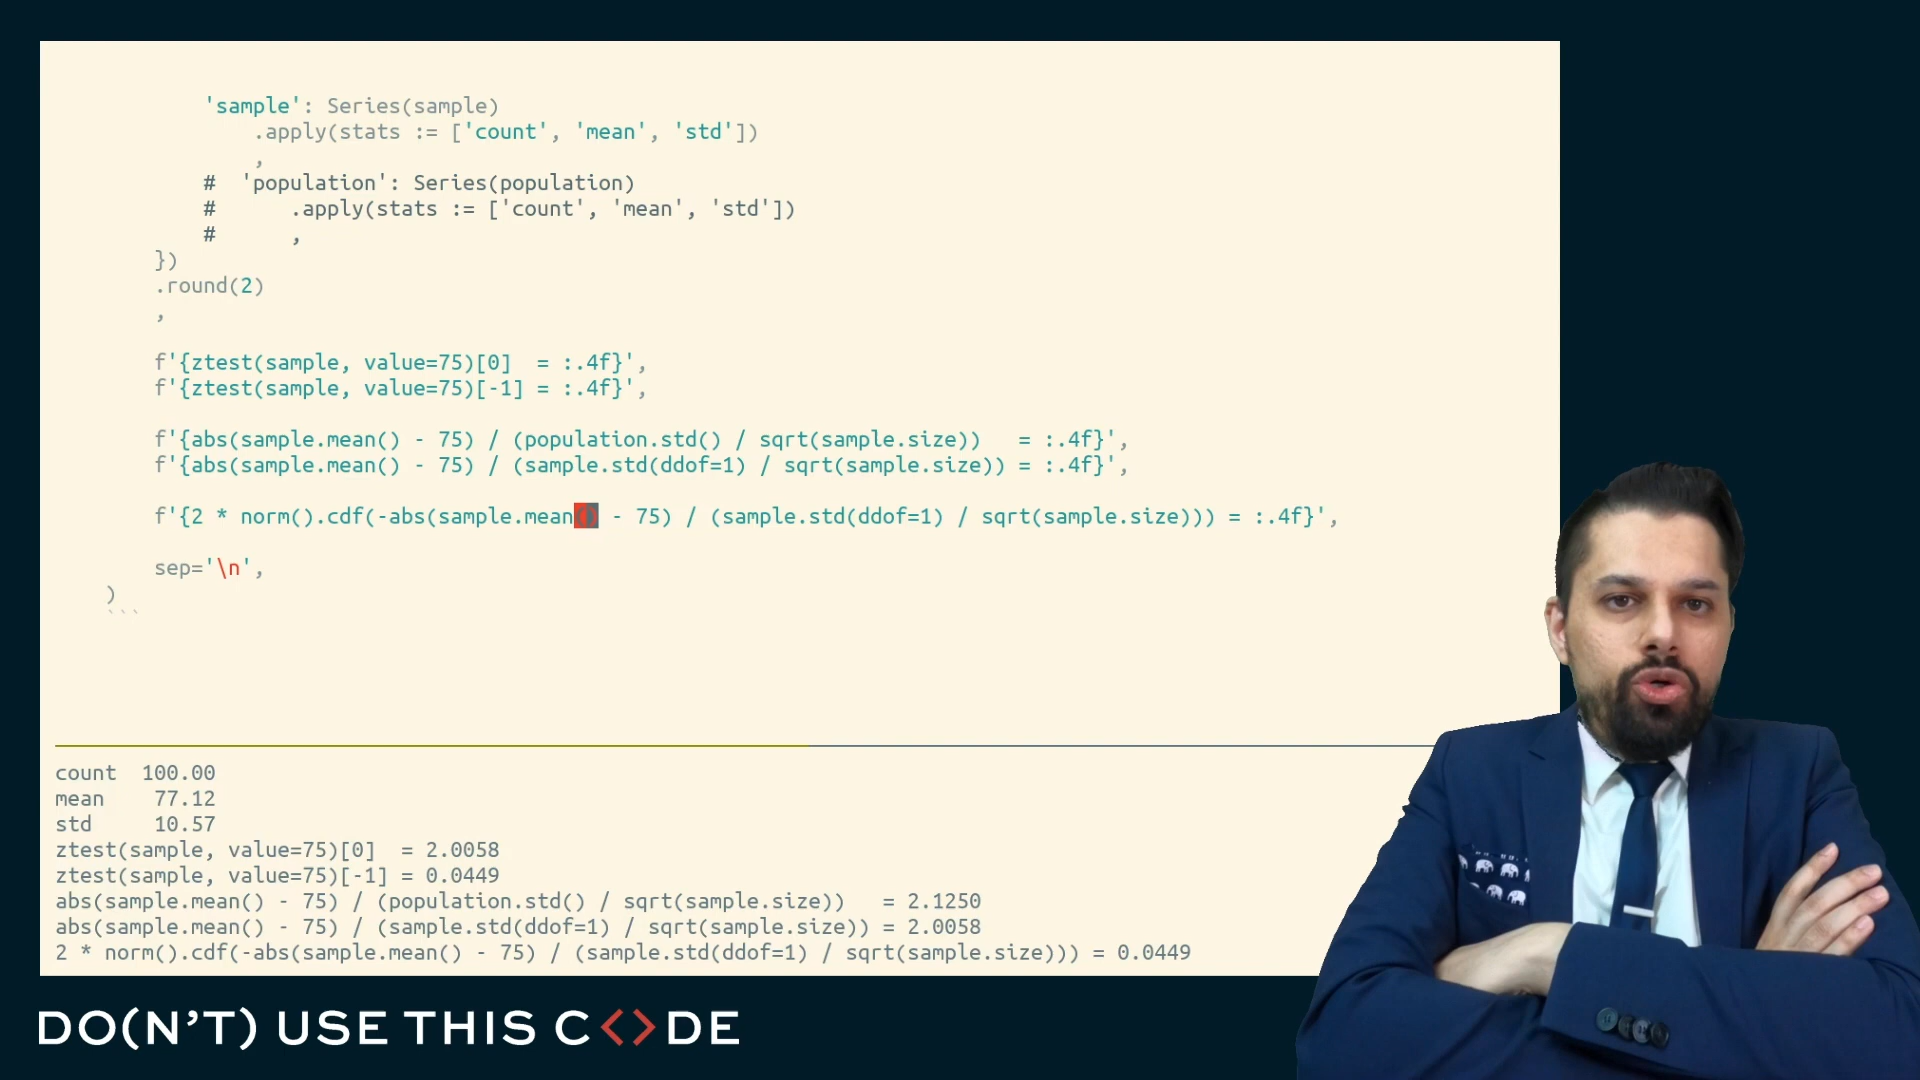 'sample': Series(sample)
.apply(stats := ['count', 'mean', 'std'])
,
#  'population': Series(population)
#      .apply(stats := ['count', 'mean', 'std'])
#      ,
})
.round(2)
,
f'{ztest(sample, value=75)[0]  = :.4f}',
f'{ztest(sample, value=75)[-1] = :.4f}',
f'{abs(sample.mean() - 75) / (population.std() / sqrt(sample.size))   = :.4f}',
f'{abs(sample.mean() - 75) / (sample.std(ddof=1) / sqrt(sample.size)) = :.4f}',
f'{2 * norm().cdf(-abs(sample.mean() - 75) / (sample.std(ddof=1) / sqrt(sample.size))) = :.4f}',
sep='\n',
)
```
count  100.00
mean    77.12
std     10.57
ztest(sample, value=75)[0]  = 2.0058
ztest(sample, value=75)[-1] = 0.0449
abs(sample.mean() - 75) / (population.std() / sqrt(sample.size))   = 2.1250
abs(sample.mean() - 75) / (sample.std(ddof=1) / sqrt(sample.size)) = 2.0058
2 * norm().cdf(-abs(sample.mean() - 75) / (sample.std(ddof=1) / sqrt(sample.size))) = 0.0449
DO(N'T) USE THIS C<>DE